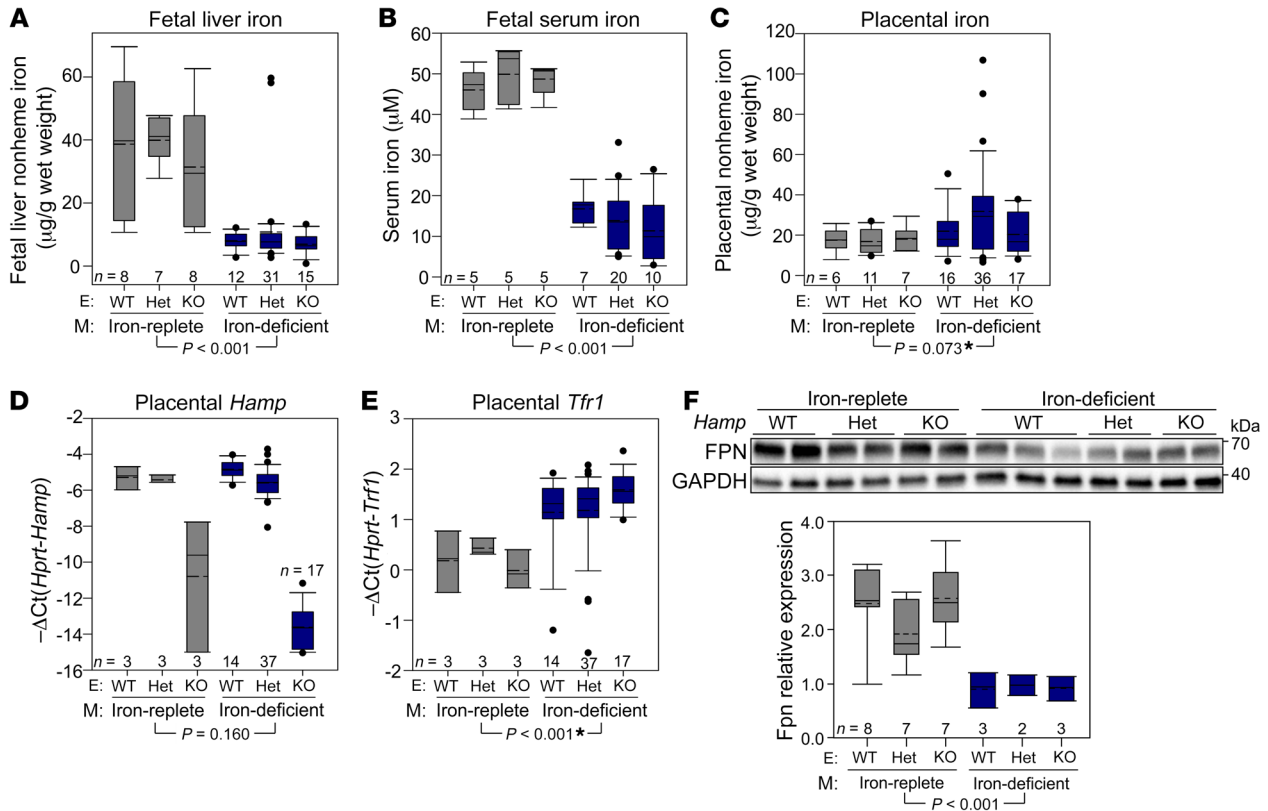 A
Fetal liver iron
Fetal liver nonheme iron
(µg/g wet weight)
60
40
20
0
n = 8 7 8 12 31 15
E: WT Het KO WT Het KO
M: Iron-replete Iron-deficient
P < 0.001
B
Fetal serum iron
Serum iron (µM)
60
50
40
30
20
10
0
n = 5 5 5 7 20 10
E: WT Het KO WT Het KO
M: Iron-replete Iron-deficient
P < 0.001
C
Placental iron
Placental nonheme iron
(µg/g wet weight)
120
100
80
60
40
20
0
n = 6 11 7 16 36 17
E: WT Het KO WT Het KO
M: Iron-replete Iron-deficient
P = 0.073*
D
Placental Hamp
−ΔCt(Hprt-Hamp)
-2
-4
-6
-8
-10
-12
-14
-16
n = 17
n = 3 3 3 14 37
E: WT Het KO WT Het KO
M: Iron-replete Iron-deficient
P = 0.160
E
Placental Tfr1
−ΔCt(Hprt-Trf1)
3
2
1
0
-1
-2
n = 3 3 3 14 37 17
E: WT Het KO WT Het KO
M: Iron-replete Iron-deficient
P < 0.001*
F
Iron-replete Iron-deficient
Hamp WT Het KO WT Het KO kDa
FPN 70
GAPDH 40
Fpn relative expression
4.0
3.0
2.0
1.0
0.0
n = 8 7 7 3 2 3
E: WT Het KO WT Het KO
M: Iron-replete Iron-deficient
P < 0.001